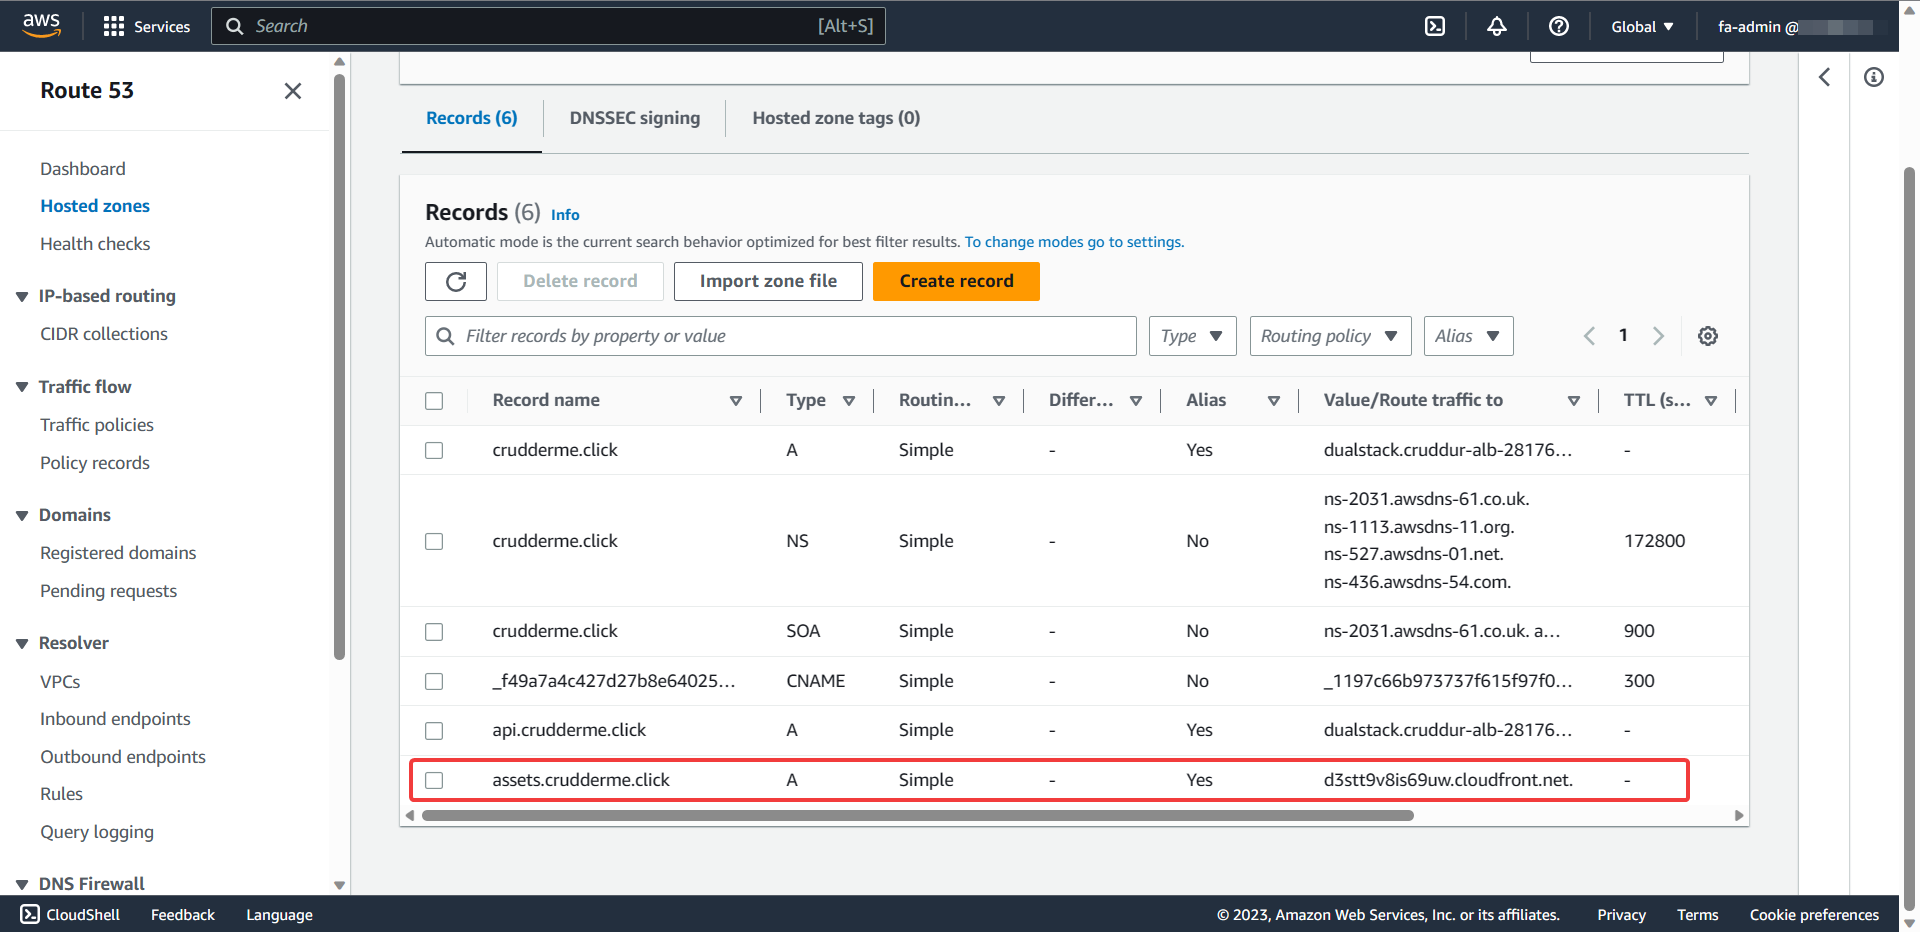 aws
Services
Search [Alt+S]
Global
fa-admin @
Route 53
Dashboard
Hosted zones
Health checks
IP-based routing
CIDR collections
Traffic flow
Traffic policies
Policy records
Domains
Registered domains
Pending requests
Resolver
VPCs
Inbound endpoints
Outbound endpoints
Rules
Query logging
DNS Firewall
Records (6)
DNSSEC signing
Hosted zone tags (0)
Records (6) Info
Automatic mode is the current search behavior optimized for best filter results. To change modes go to settings.
Delete record
Import zone file
Create record
Filter records by property or value
Type
Routing policy
Alias
1
Record name Type Routin... Differ... Alias Value/Route traffic to TTL (s...
crudderme.click A Simple - Yes dualstack.cruddur-alb-28176... -
crudderme.click NS Simple - No ns-2031.awsdns-61.co.uk.
ns-1113.awsdns-11.org.
ns-527.awsdns-01.net.
ns-436.awsdns-54.com. 172800
crudderme.click SOA Simple - No ns-2031.awsdns-61.co.uk. a... 900
_f49a7a4c427d27b8e64025... CNAME Simple - No _1197c66b973737f615f97f0... 300
api.crudderme.click A Simple - Yes dualstack.cruddur-alb-28176... -
assets.crudderme.click A Simple - Yes d3stt9v8is69uw.cloudfront.net. -
CloudShell
Feedback
Language
© 2023, Amazon Web Services, Inc. or its affiliates.
Privacy
Terms
Cookie preferences